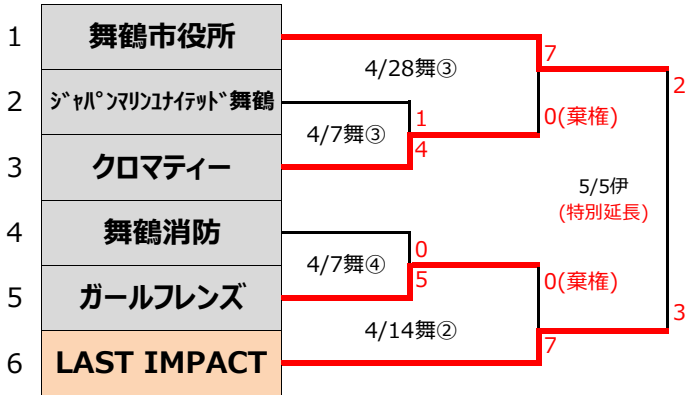 1 舞鶴市役所
7
4/28舞③
2
2 ｼﾞｬﾊﾟﾝﾏﾘﾝﾕﾅｲﾃｯﾄﾞ舞鶴
1
0(棄権)
4/7舞③
4
3 クロマティー
5/5伊
(特別延長)
4 舞鶴消防
0
4/7舞④
5
0(棄権)
5 ガールフレンズ
3
4/14舞②
7
6 LAST IMPACT